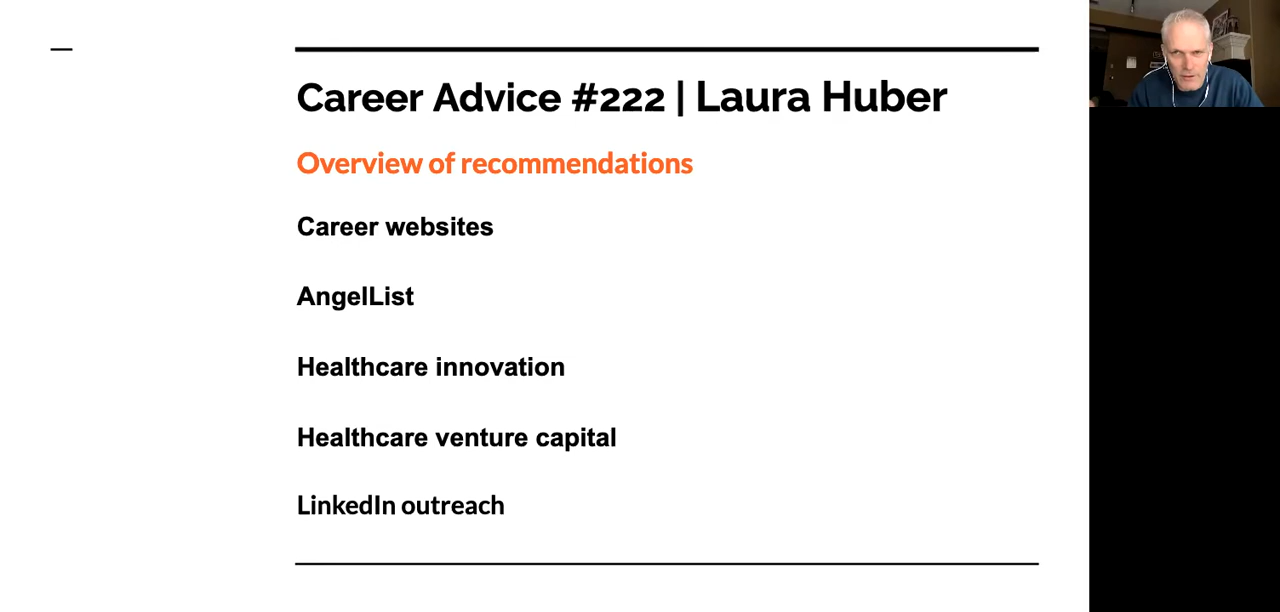 Career Advice #222 | Laura Huber
Overview of recommendations
Career websites
AngelList
Healthcare innovation
Healthcare venture capital
LinkedIn outreach